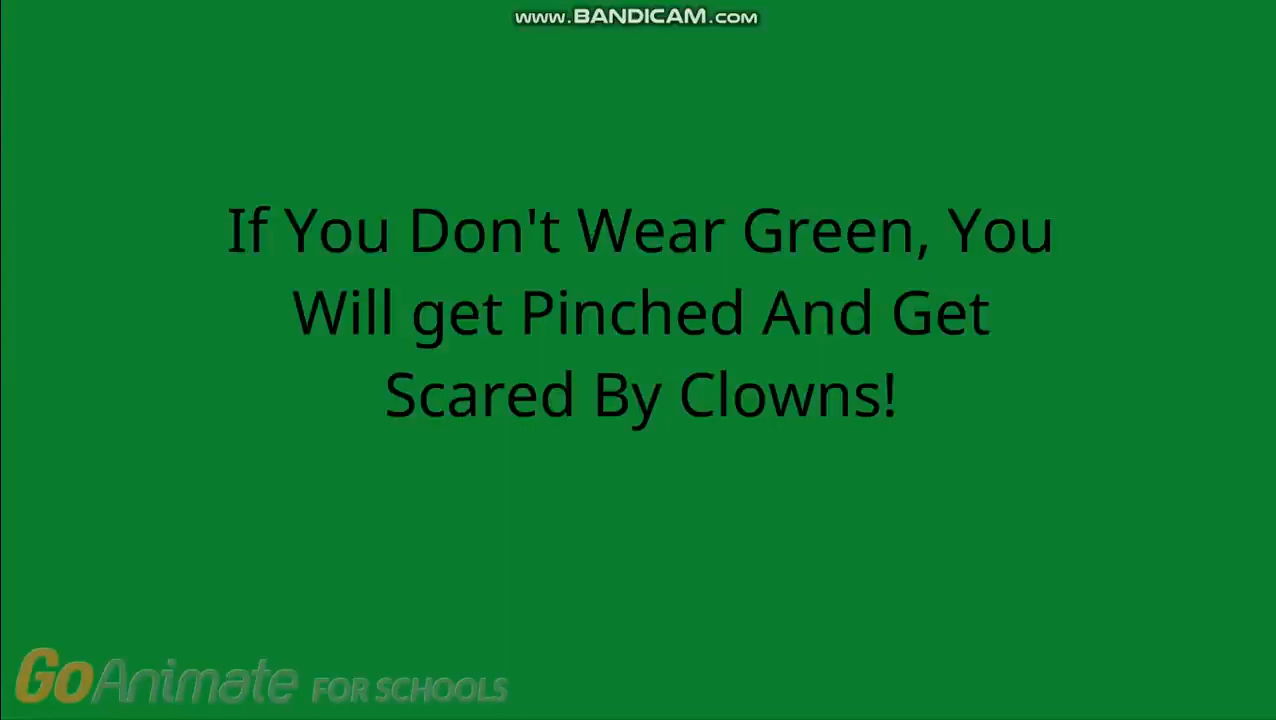 www.BANDICAM.com
If You Don't Wear Green, You
Will get Pinched And Get
Scared By Clowns!
GoAnimate FOR SCHOOLS